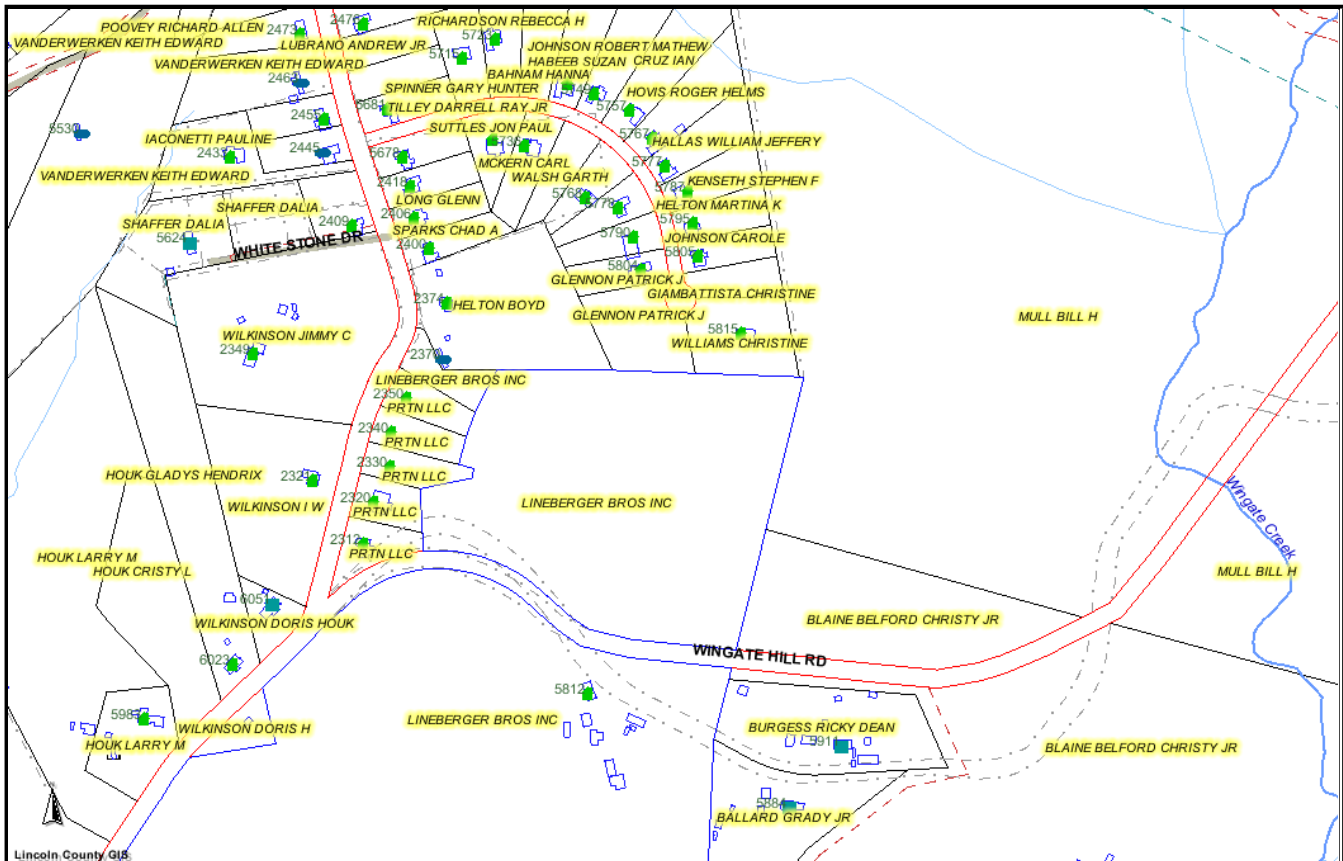 2473
2476
RICHARDSON REBECCA H
POOVEY RICHARD ALLEN
VANDERWERKEN KEITH EDWARD
LUBRANO ANDREW JR
5723
JOHNSON ROBERT MATHEW
HABEEB SUZAN
CRUZ IAN
VANDERWERKEN KEITH EDWARD
BAHNAM HANNA
SPINNER GARY HUNTER
HOVIS ROGER HELMS
5681
TILLEY DARRELL RAY JR
5757
2455
5530
SUTTLES JON PAUL
5767
IACONETTI PAULINE
HALLAS WILLIAM JEFFERY
2433
2445
5678
MCKERN CARL
5777
VANDERWERKEN KEITH EDWARD
WALSH GARTH
KENSETH STEPHEN F
2418
5787
LONG GLENN
5768
SHAFFER DALIA
5778
HELTON MARTINA K
SHAFFER DALIA
2409
2406
SPARKS CHAD A
5795
5624
WHITE STONE DR
2400
5790
JOHNSON CAROLE
5805
5804
GLENNON PATRICK J
GIAMBATTISTA CHRISTINE
2374
HELTON BOYD
GLENNON PATRICK J
MULL BILL H
5815
WILKINSON JIMMY C
WILLIAMS CHRISTINE
2349
2370
LINEBERGER BROS INC
2350
PRTN LLC
2340
PRTN LLC
2330
PRTN LLC
HOUK GLADYS HENDRIX
2321
2320
WILKINSON I W
PRTN LLC
LINEBERGER BROS INC
Wingate Creek
2312
PRTN LLC
HOUK LARRY M
HOUK CRISTY L
MULL BILL H
6051
WILKINSON DORIS HOUK
BLAINE BELFORD CHRISTY JR
6023
WINGATE HILL RD
5812
5983
WILKINSON DORIS H
LINEBERGER BROS INC
BURGESS RICKY DEAN
5911
HOUK LARRY M
BLAINE BELFORD CHRISTY JR
5884
BALLARD GRADY JR
Lincoln County GIS